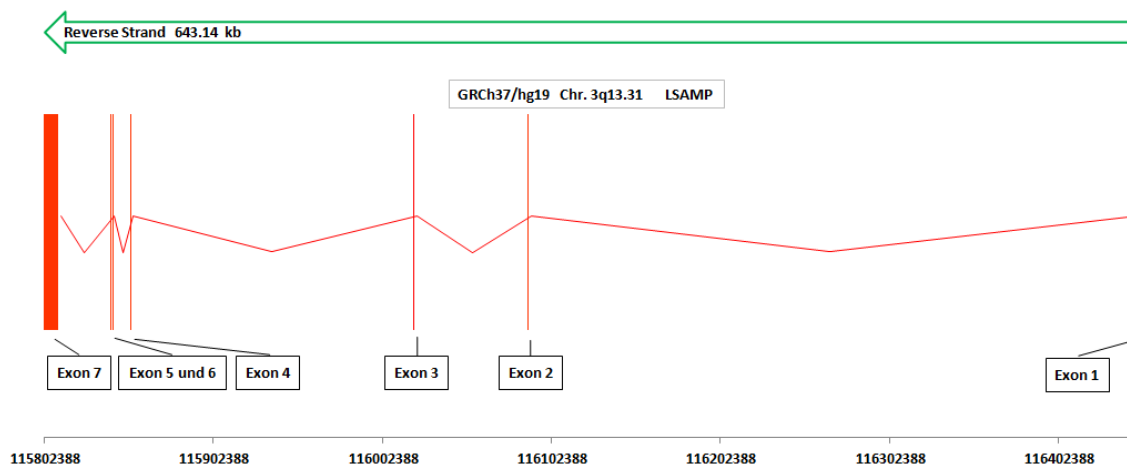 Reverse Strand 643.14 kb
GRCh37/hg19 Chr. 3q13.31 LSAMP
Exon 7 Exon 5 und 6 Exon 4 Exon 3 Exon 2 Exon 1
115802388 115902388 116002388 116102388 116202388 116302388 116402388